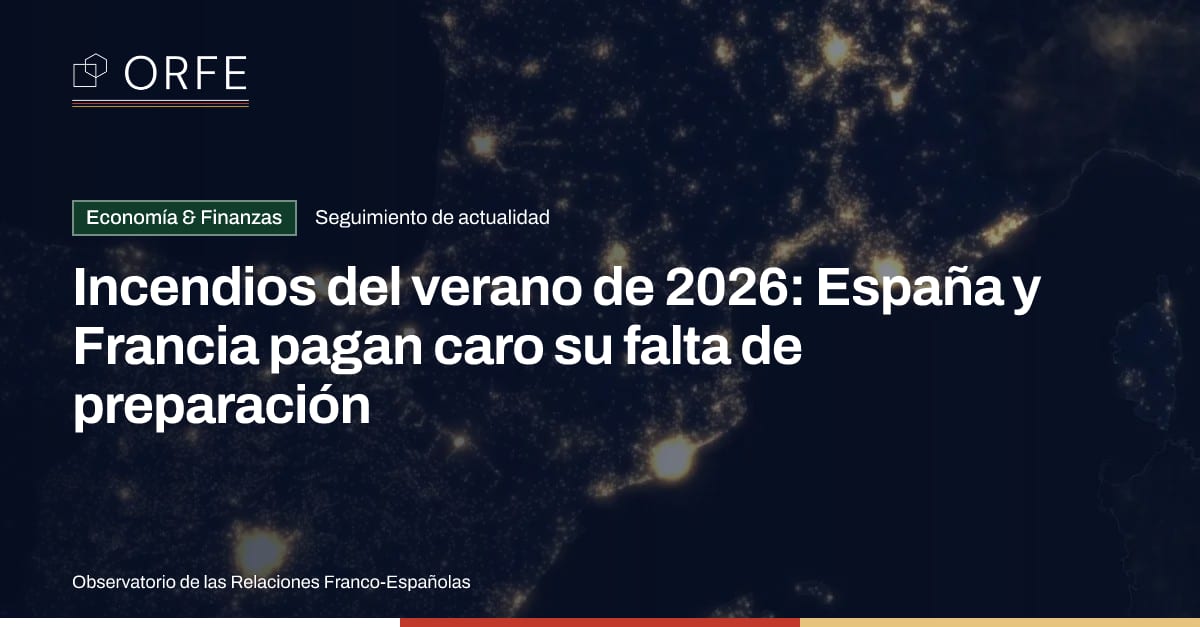 ORFE
Economía & Finanzas
Seguimiento de actualidad
Incendios del verano de 2026: España y
Francia pagan caro su falta de
preparación
Observatorio de las Relaciones Franco-Españolas